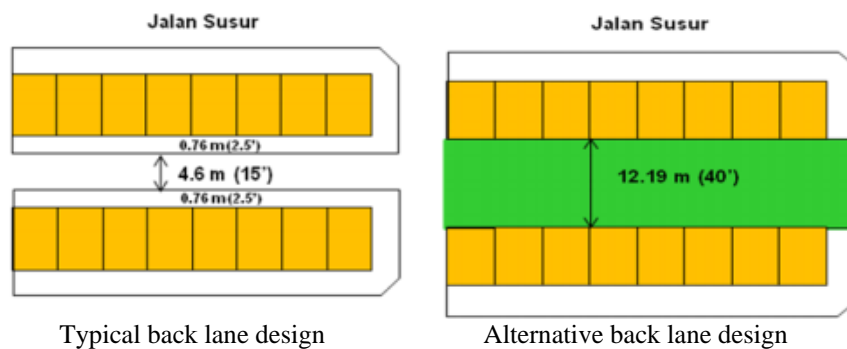 Jalan Susur
0.76 m (2.5')
4.6 m (15')
0.76 m (2.5')
Typical back lane design
Jalan Susur
12.19 m (40')
Alternative back lane design